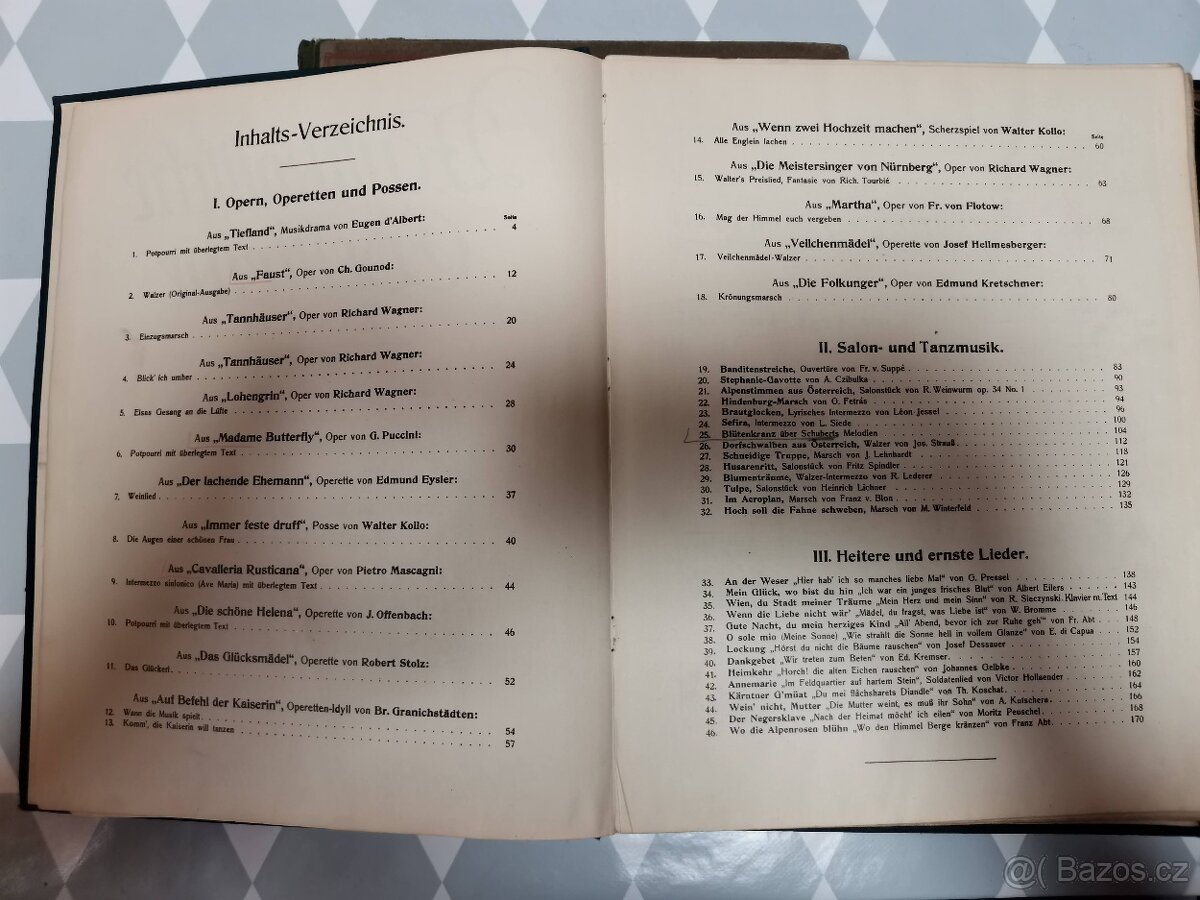 Inhalts-Verzeichnis.
I. Opern, Operetten und Possen.
Seite
Aus „Tiefland", Musikdrama von Eugen d'Albert:
1. Potpourri mit überlegtem Text 4
Aus „Faust", Oper von Ch. Gounod:
2. Walzer (Original-Ausgabe) 12
Aus „Tannhäuser", Oper von Richard Wagner:
3. Einzugsmarsch 20
Aus „Tannhäuser", Oper von Richard Wagner:
4. Blick' ich umher 24
Aus „Lohengrin", Oper von Richard Wagner:
5. Elsas Gesang an die Lüfte 28
Aus „Madame Butterfly", Oper von G. Puccini:
6. Potpourri mit überlegtem Text 30
Aus „Der lachende Ehemann", Operette von Edmund Eysler:
7. Weinlied 37
Aus „Immer feste druff", Posse von Walter Kollo:
8. Die Augen einer schönen Frau 40
Aus „Cavalleria Rusticana", Oper von Pietro Mascagni:
9. Intermezzo sinfonico (Ave Maria) mit überlegtem Text 44
Aus „Die schöne Helena", Operette von J. Offenbach:
10. Potpourri mit überlegtem Text 46
Aus „Das Glücksmädel", Operette von Robert Stolz:
11. Das Glückerl 52
Aus „Auf Befehl der Kaiserin", Operetten-Idyll von Br. Granichstädten:
12. Wann die Musik spielt 54
13. Komm', die Kaiserin will tanzen 57
Aus „Wenn zwei Hochzeit machen", Scherzspiel von Walter Kollo:
Seite
14. Alle Englein lachen 60
Aus „Die Meistersinger von Nürnberg", Oper von Richard Wagner:
15. Walter's Preislied, Fantasie von Rich. Tourbié 63
Aus „Martha", Oper von Fr. von Flotow:
16. Mag der Himmel euch vergeben 68
Aus „Veilchenmädel", Operette von Josef Hellmesberger:
17. Veilchenmädel-Walzer 71
Aus „Die Folkunger", Oper von Edmund Kretschmer:
18. Krönungsmarsch 80
II. Salon- und Tanzmusik.
19. Banditenstreiche, Ouvertüre von Fr. v. Suppé 83
20. Stephanie-Gavotte von A. Czibulka 90
21. Alpenstimmen aus Österreich, Salonstück von R. Weinwurm op. 34 No. 1 93
22. Hindenburg-Marsch von O. Fetrás 94
23. Brautglocken, Lyrisches Intermezzo von Léon Jessel 96
24. Sefira, Intermezzo von L. Siede 100
25. Blütenkranz über Schuberts Melodien 104
26. Dorfschwalben aus Österreich, Walzer von Jos. Strauß 112
27. Schneidige Truppe, Marsch von J. Lehnhardt 118
28. Husarenritt, Salonstück von Fritz Spindler 121
29. Blumenträume, Walzer-Intermezzo von R. Lederer 126
30. Tulpe, Salonstück von Heinrich Lichner 129
31. Im Aeroplan, Marsch von Franz v. Blon 132
32. Hoch soll die Fahne schweben, Marsch von M. Winterfeld 135
III. Heitere und ernste Lieder.
33. An der Weser „Hier hab' ich so manches liebe Mal" von G. Pressel 138
34. Mein Glück, wo bist du hin „Ich war ein junges frisches Blut" von Albert Eilers 143
35. Wien, du Stadt meiner Träume „Mein Herz und mein Sinn" von R. Sieczynski. Klavier m. Text 144
36. Wenn die Liebe nicht wär' „Mädel, du fragst, was Liebe ist" von W. Bromme 146
37. Gute Nacht, du mein herziges Kind „All' Abend, bevor ich zur Ruhe geh'" von Fr. Abt 148
38. O sole mio (Meine Sonne) „Wie strahlt die Sonne hell in vollem Glanze" von E. di Capua 152
39. Lockung „Hörst du nicht die Bäume rauschen" von Josef Dessauer 154
40. Dankgebet „Wir treten zum Beten" von Ed. Kremser 157
41. Heimkehr „Horch! die alten Eichen rauschen" von Johannes Gelbke 160
42. Annemarie „Im Feldquartier auf hartem Stein", Soldatenlied von Victor Hollaender 162
43. Kärntner G'müat „Du mei flachsharets Diandle" von Th. Koschat 164
44. Wein' nicht, Mutter „Die Mutter weint, es muß ihr Sohn" von A. Kutschera 166
45. Der Negersklave „Nach der Heimat möcht' ich eilen" von Moritz Peuschel 168
46. Wo die Alpenrosen blühn „Wo den Himmel Berge kränzen" von Franz Abt 170
@( Bazos.cz